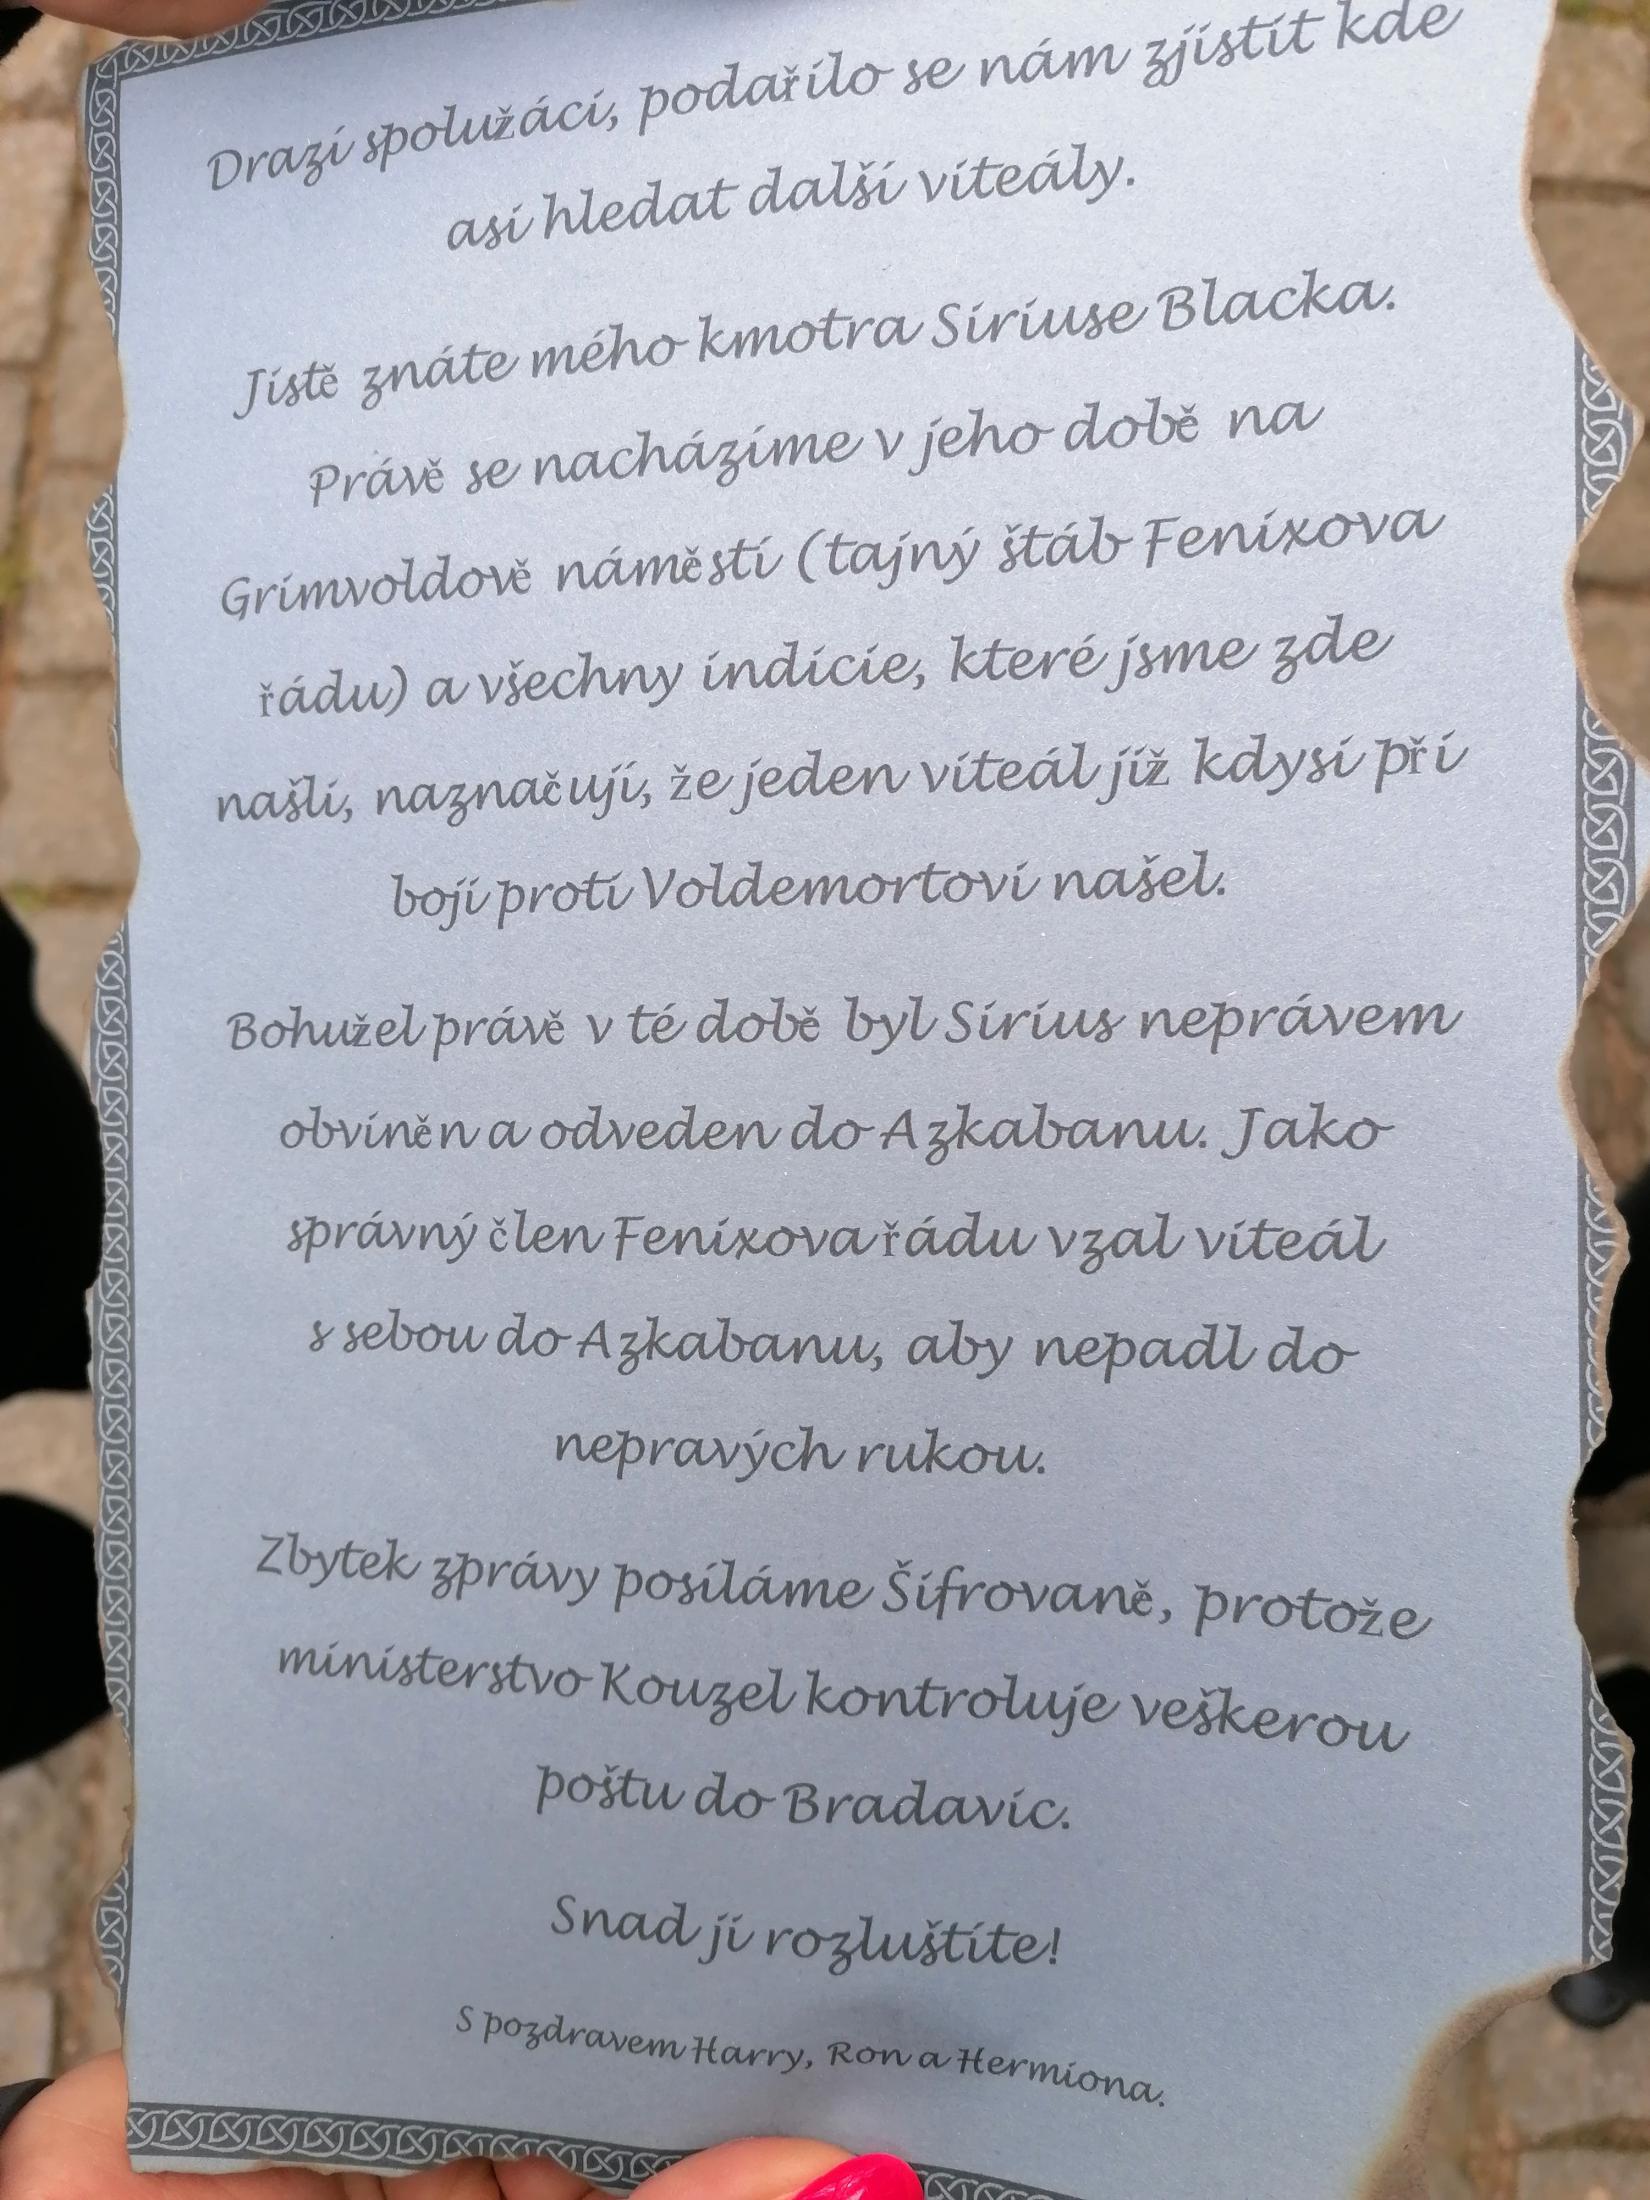 Drazí spolužáci, podařilo se nám zjistit kde
asi hledat další viteály.
Jistě znáte mého kmotra Siriuse Blacka.
Právě se nacházíme v jeho době na
Grimvoldově náměstí (tajný štáb Fenixova
řádu) a všechny indicie, které jsme zde
našli, naznačují, že jeden viteál již kdysi při
boji proti Voldemortovi našel.
Bohužel právě v té době byl Sirius neprávem
obviněn a odveden do Azkabanu. Jako
správný člen Fenixova řádu vzal viteál
s sebou do Azkabanu, aby nepadl do
nepravých rukou.
Zbytek zprávy posíláme Šifrovaně, protože
ministerstvo Kouzel kontroluje veškerou
poštu do Bradavic.
Snad ji rozluštíte!
S pozdravem Harry, Ron a Hermiona.